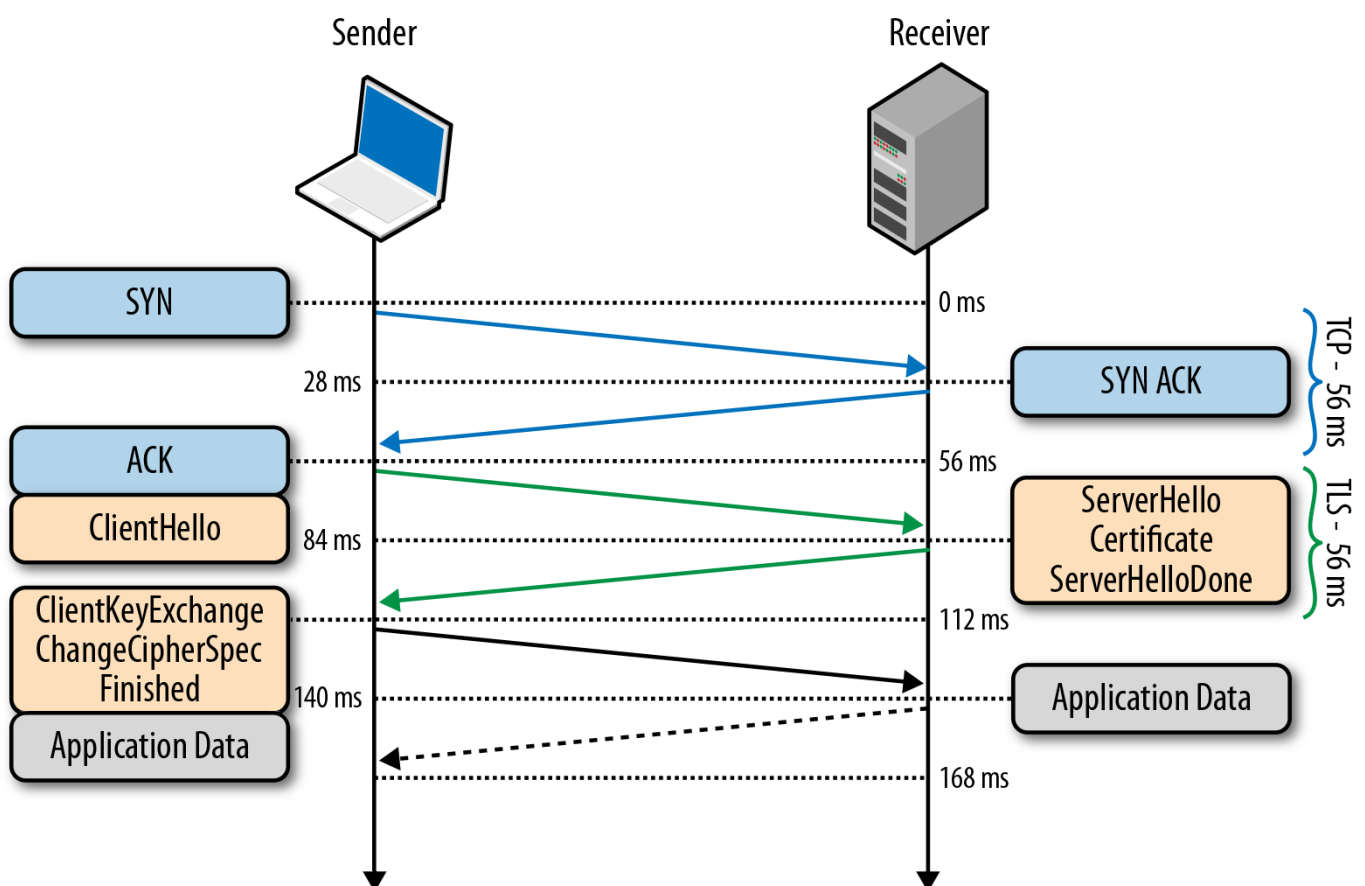 Sender
Receiver
SYN
0 ms
28 ms
SYN ACK
TCP - 56 ms
ACK
56 ms
ClientHello
84 ms
ServerHello
Certificate
ServerHelloDone
TLS - 56 ms
ClientKeyExchange
ChangeCipherSpec
Finished
112 ms
140 ms
Application Data
Application Data
168 ms